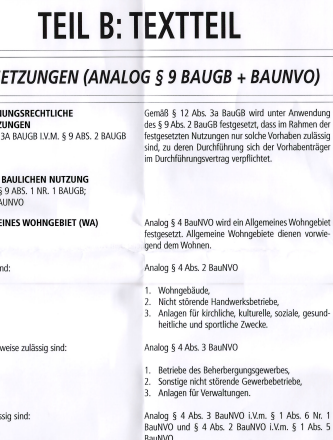 TEIL B: TEXTTEIL
ETZUNGEN (ANALOG § 9 BAUGB + BAUNVO)
NUNGSRECHTLICHE
ZUNGEN
3A BAUGB I.V.M. § 9 ABS. 2 BAUGB
Gemäß § 12 Abs. 3a BauGB wird unter Anwendung
des § 9 Abs. 2 BauGB festgesetzt, dass im Rahmen der
festgesetzten Nutzungen nur solche Vorhaben zulässig
sind, zu deren Durchführung sich der Vorhabenträger
im Durchführungsvertrag verpflichtet.
BAULICHEN NUTZUNG
§ 9 ABS. 1 NR. 1 BAUGB;
AUNVO
EINES WOHNGEBIET (WA)
Analog § 4 BauNVO wird ein Allgemeines Wohngebiet
festgesetzt. Allgemeine Wohngebiete dienen vorwie-
gend dem Wohnen.
nd:
Analog § 4 Abs. 2 BauNVO
1. Wohngebäude,
2. Nicht störende Handwerksbetriebe,
3. Anlagen für kirchliche, kulturelle, soziale, gesund-
heitliche und sportliche Zwecke.
weise zulässig sind:
Analog § 4 Abs. 3 BauNVO
1. Betriebe des Beherbergungsgewerbes,
2. Sonstige nicht störende Gewerbebetriebe,
3. Anlagen für Verwaltungen.
ssig sind:
Analog § 4 Abs. 3 BauNVO i.V.m. § 1 Abs. 6 Nr. 1
BauNVO und § 4 Abs. 2 BauNVO i.V.m. § 1 Abs. 5
BauNVO